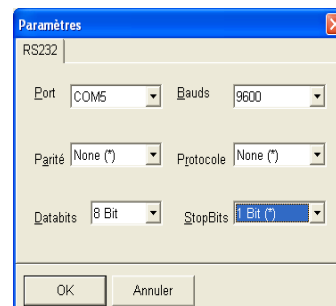 Paramètres
RS232
Port COM5 Bauds 9600
Parité None (*) Protocole None (*)
Databits 8 Bit StopBits 1 Bit (*)
OK Annuler